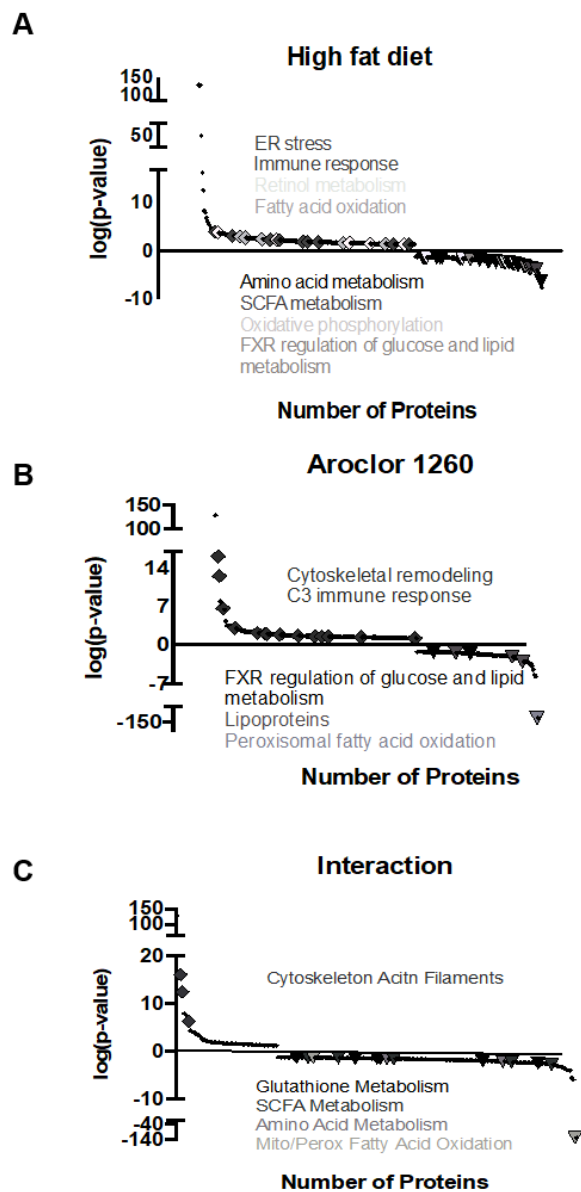 A
High fat diet
150
100
50
10
0
-10
log(p-value)
ER stress
Immune response
Retinol metabolism
Fatty acid oxidation
Amino acid metabolism
SCFA metabolism
Oxidative phosphorylation
FXR regulation of glucose and lipid
metabolism
Number of Proteins
B
Aroclor 1260
150
100
14
7
0
-7
-150
log(p-value)
Cytoskeletal remodeling
C3 immune response
FXR regulation of glucose and lipid
metabolism
Lipoproteins
Peroxisomal fatty acid oxidation
Number of Proteins
C
Interaction
150
100
20
10
0
-10
-40
-140
log(p-value)
Cytoskeleton Acitn Filaments
Glutathione Metabolism
SCFA Metabolism
Amino Acid Metabolism
Mito/Perox Fatty Acid Oxidation
Number of Proteins